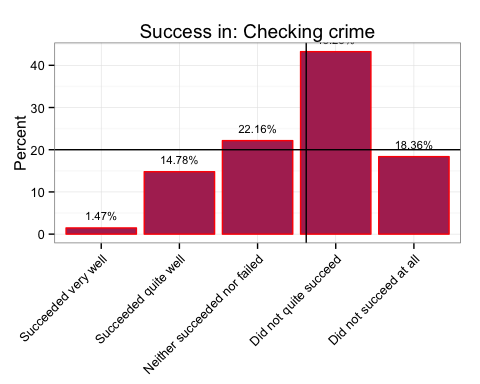 Success in: Checking crime
Percent
40
30
20
10
0
1.47%
14.78%
22.16%
18.36%
Succeeded very well
Succeeded quite well
Neither succeeded nor failed
Did not quite succeed
Did not succeed at all